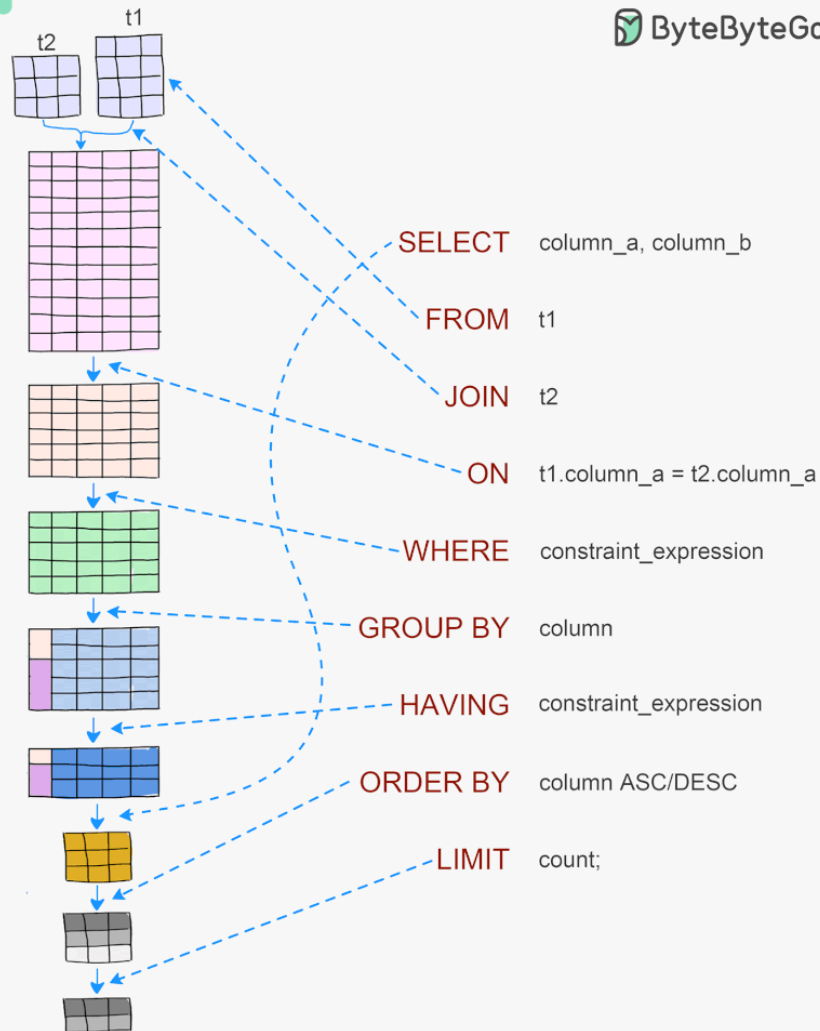 t1
t2
ByteByteGo
SELECT column_a, column_b
FROM t1
JOIN t2
ON t1.column_a = t2.column_a
WHERE constraint_expression
GROUP BY column
HAVING constraint_expression
ORDER BY column ASC/DESC
LIMIT count;